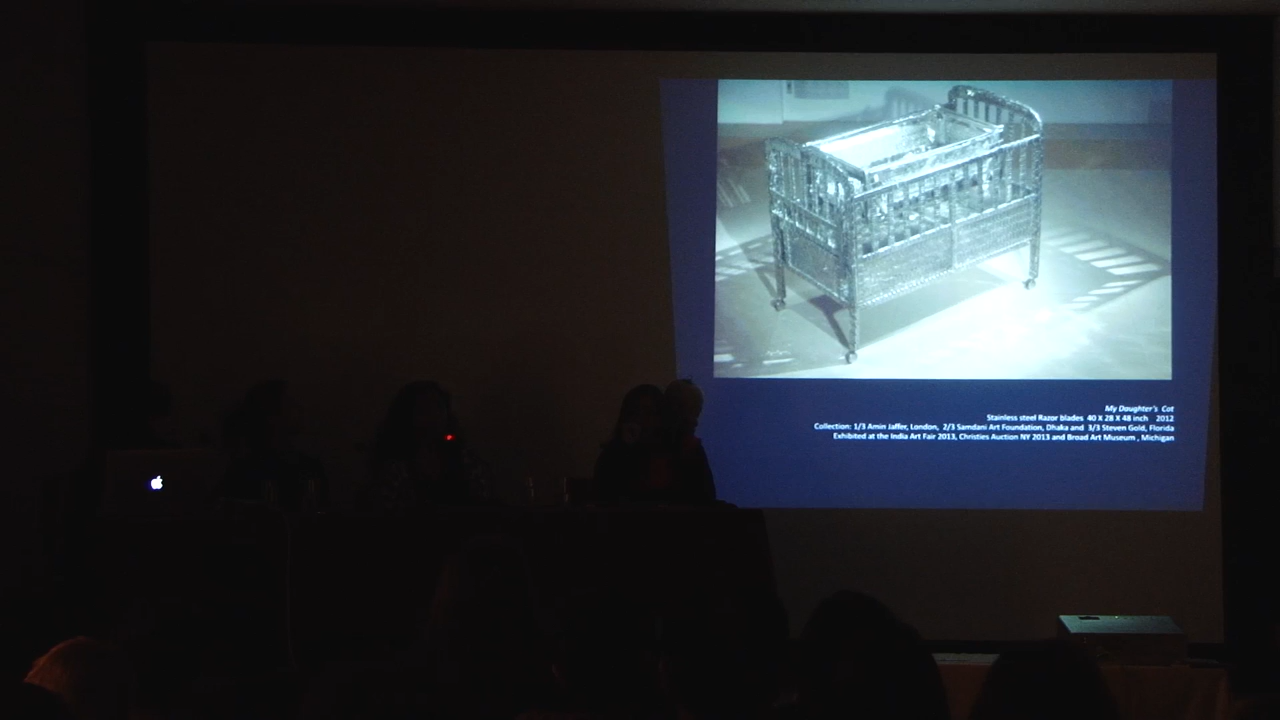 My Daughter's Cot
Stainless steel Razor blades 40 X 28 X 48 inch 2012
Collection: 1/3 Amin Jaffer, London, 2/3 Samdani Art Foundation, Dhaka and 3/3 Steven Gold, Florida
Exhibited at the India Art Fair 2013, Christies Auction NY 2013 and Broad Art Museum , Michigan